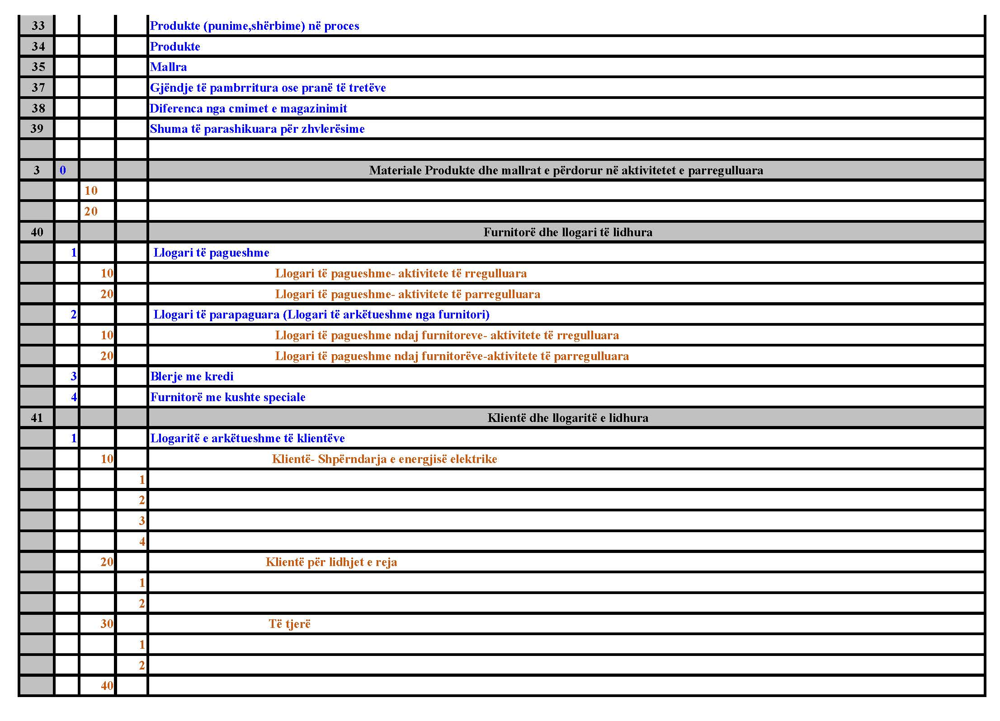 33 Produkte (punime,shërbime) në proces
34 Produkte
35 Mallra
37 Gjëndje të pambrritura ose pranë të tretëve
38 Diferenca nga cmimet e magazinimit
39 Shuma të parashikuara për zhvlerësime
3 0 Materiale Produkte dhe mallrat e përdorur në aktivitetet e parregulluara
10
20
40 Furnitorë dhe llogari të lidhura
1 Llogari të pagueshme
10 Llogari të pagueshme- aktivitete të rregulluara
20 Llogari të pagueshme- aktivitete të parregulluara
2 Llogari të parapaguara (Llogari të arkëtueshme nga furnitori)
10 Llogari të pagueshme ndaj furnitoreve- aktivitete të rregulluara
20 Llogari të pagueshme ndaj furnitorëve-aktivitete të parregulluara
3 Blerje me kredi
4 Furnitorë me kushte speciale
41 Klientë dhe llogaritë e lidhura
1 Llogaritë e arkëtueshme të klientëve
10 Klientë- Shpërndarja e energjisë elektrike
1
2
3
4
20 Klientë për lidhjet e reja
1
2
30 Të tjerë
1
2
40